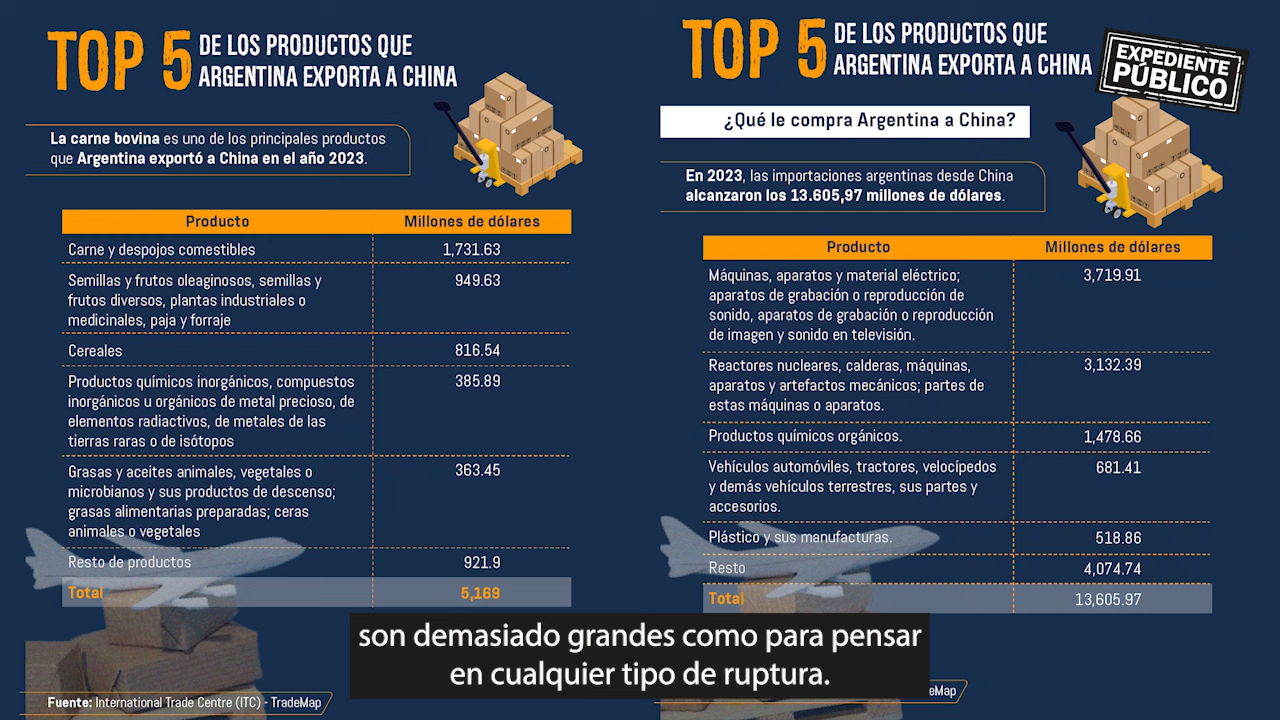 TOP 5
DE LOS PRODUCTOS QUE
ARGENTINA EXPORTA A CHINA
La carne bovina es uno de los principales productos
que Argentina exportó a China en el año 2023.
Producto Millones de dólares
Carne y despojos comestibles 1,731.63
Semillas y frutos oleaginosos, semillas y 949.63
frutos diversos, plantas industriales o
medicinales, paja y forraje
Cereales 816.54
Productos químicos inorgánicos, compuestos 385.89
inorgánicos u orgánicos de metal precioso, de
elementos radiactivos, de metales de las
tierras raras o de isótopos
Grasas y aceites animales, vegetales o 363.45
microbianos y sus productos de descenso;
grasas alimentarias preparadas; ceras
animales o vegetales
Resto de productos 921.9
Total 5,169
Fuente: International Trade Centre (ITC) - TradeMap
TOP 5
DE LOS PRODUCTOS QUE
ARGENTINA EXPORTA A CHINA
EXPEDIENTE
PÚBLICO
¿Qué le compra Argentina a China?
En 2023, las importaciones argentinas desde China
alcanzaron los 13.605,97 millones de dólares.
Producto Millones de dólares
Máquinas, aparatos y material eléctrico; 3,719.91
aparatos de grabación o reproducción de
sonido, aparatos de grabación o reproducción
de imagen y sonido en televisión.
Reactores nucleares, calderas, máquinas, 3,132.39
aparatos y artefactos mecánicos; partes de
estas máquinas o aparatos.
Productos químicos orgánicos. 1,478.66
Vehículos automóviles, tractores, velocípedos 681.41
y demás vehículos terrestres, sus partes y
accesorios.
Plástico y sus manufacturas. 518.86
Resto 4,074.74
Total 13,605.97
son demasiado grandes como para pensar
en cualquier tipo de ruptura.